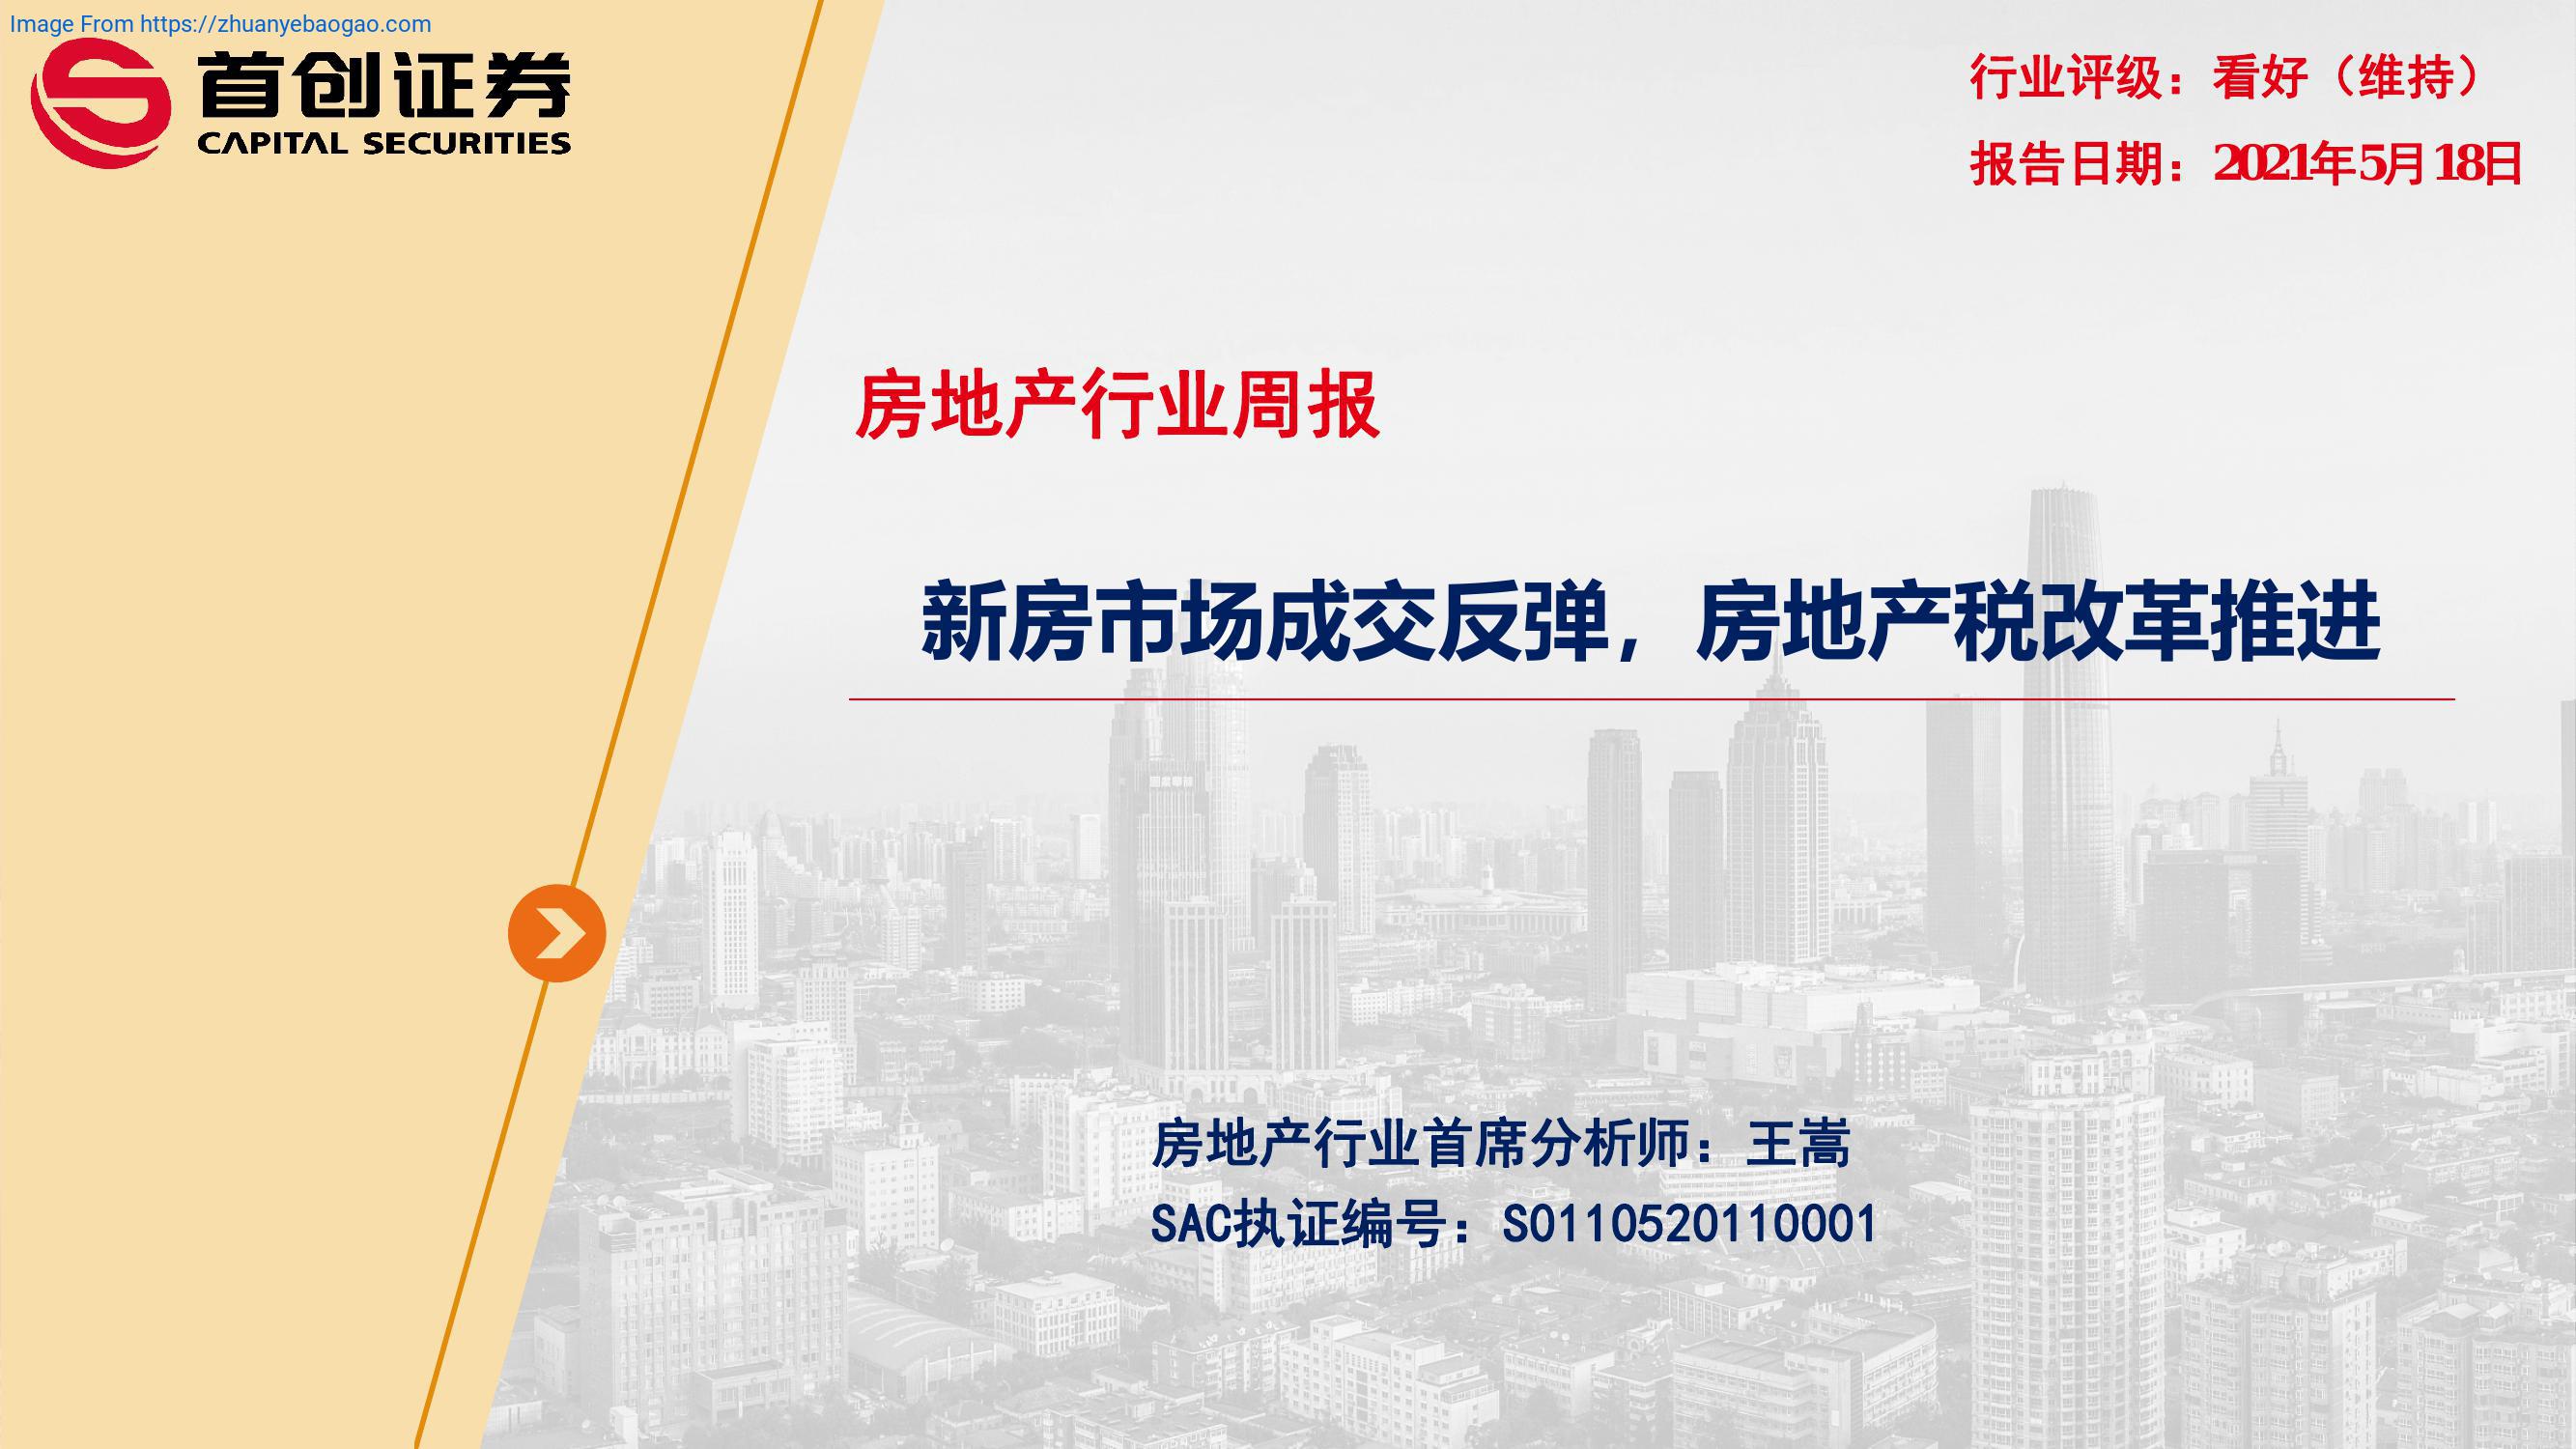 Image From https://zhuanyebaogao.com
首创证券
CAPITAL SECURITIES
行业评级：看好（维持）
报告日期：2021年5月18日
房地产行业周报
新房市场成交反弹，房地产税改革推进
房地产行业首席分析师：王嵩
SAC执证编号：S0110520110001